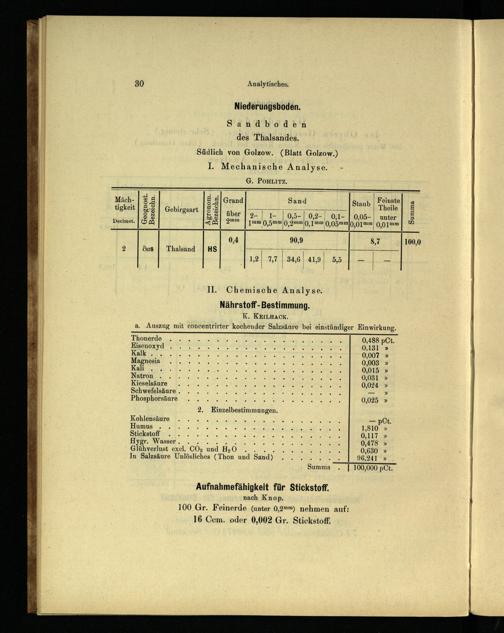 30
Analytisches.
Niederungsboden.
Sandboden
des Thalsandes.
Südlich von Golzow. (Blatt Golzow.)
I. Mechanische Analyse.
G. Pohlitz.
Mäch-tigkeit Decimet. Geognost. Bezeichn. Gebirgsart Agronom. Bezeichn. Grand über 2mm Sand 2-1mm 1-0,5mm 0,5-0,2mm 0,2-0,1mm 0,1-0,05mm Staub 0,05-0,01mm Feinste Theile unter 0,01mm Summa
2 ∂as Thalsand HS 0,4 90,9 8,7 100,0
1,2 7,7 34,6 41,9 5,5 — —
II. Chemische Analyse.
Nährstoff-Bestimmung.
K. Keilhack.
a. Auszug mit concentrirter kochender Salzsäure bei einstündiger Einwirkung.
Thonerde 0,488 pCt.
Eisenoxyd 0,131 »
Kalk 0,007 »
Magnesia 0,003 »
Kali 0,015 »
Natron 0,031 »
Kieselsäure 0,024 »
Schwefelsäure — »
Phosphorsäure 0,025 »
2. Einzelbestimmungen.
Kohlensäure — pCt.
Humus 1,810 »
Stickstoff 0,117 »
Hygr. Wasser 0,478 »
Glühverlust excl. CO2 und H2O 0,630 »
In Salzsäure Unlösliches (Thon und Sand) 96,241 »
Summa 100,000 pCt.
Aufnahmefähigkeit für Stickstoff.
nach Knop.
100 Gr. Feinerde (unter 0,2mm) nehmen auf:
16 Ccm. oder 0,002 Gr. Stickstoff.